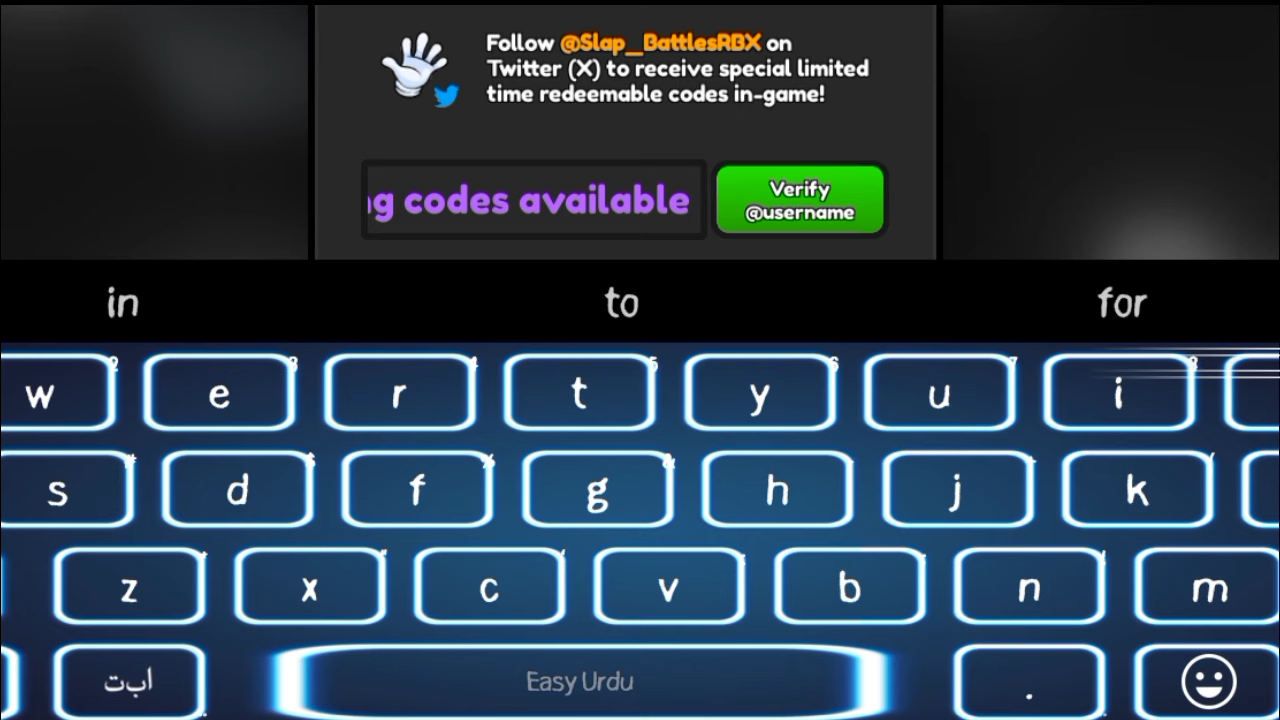 Follow @Slap_BattlesRBX on
Twitter (X) to receive special limited
time redeemable codes in-game!
codes available
Verify
@username
in to for
w e r t y u i
s d f g h j k
z x c v b n m
ابت Easy Urdu .